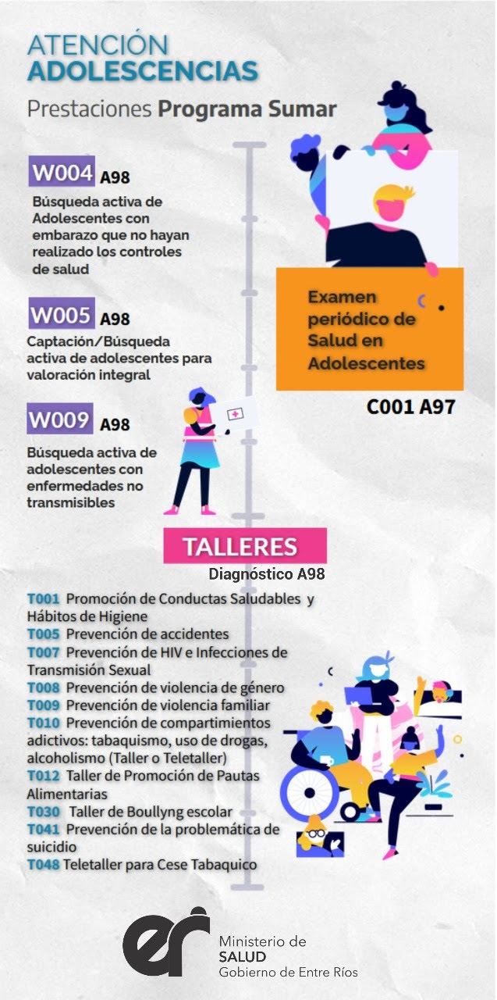 ATENCIÓN
ADOLESCENCIAS
Prestaciones Programa Sumar
W004 A98
Búsqueda activa de
Adolescentes con
embarazo que no hayan
realizado los controles
de salud
W005 A98
Captación/Búsqueda
activa de adolescentes para
valoración integral
W009 A98
Búsqueda activa de
adolescentes con
enfermedades no
transmisibles
Examen
periódico de
Salud en
Adolescentes
C001 A97
TALLERES
Diagnóstico A98
T001 Promoción de Conductas Saludables y
Hábitos de Higiene
T005 Prevención de accidentes
T007 Prevención de HIV e Infecciones de
Transmisión Sexual
T008 Prevención de violencia de género
T009 Prevención de violencia familiar
T010 Prevención de compartimientos
adictivos: tabaquismo, uso de drogas,
alcoholismo (Taller o Teletaller)
T012 Taller de Promoción de Pautas
Alimentarias
T030 Taller de Boullyng escolar
T041 Prevención de la problemática de
suicidio
T048 Teletaller para Cese Tabaquico
er
Ministerio de
SALUD
Gobierno de Entre Ríos